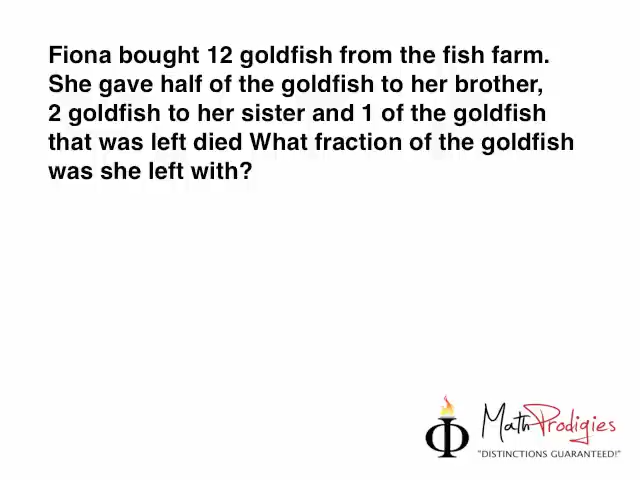 Fiona bought 12 goldfish from the fish farm.
She gave half of the goldfish to her brother,
2 goldfish to her sister and 1 of the goldfish
that was left died What fraction of the goldfish
was she left with?
Math Prodigies
"DISTINCTIONS GUARANTEED!"